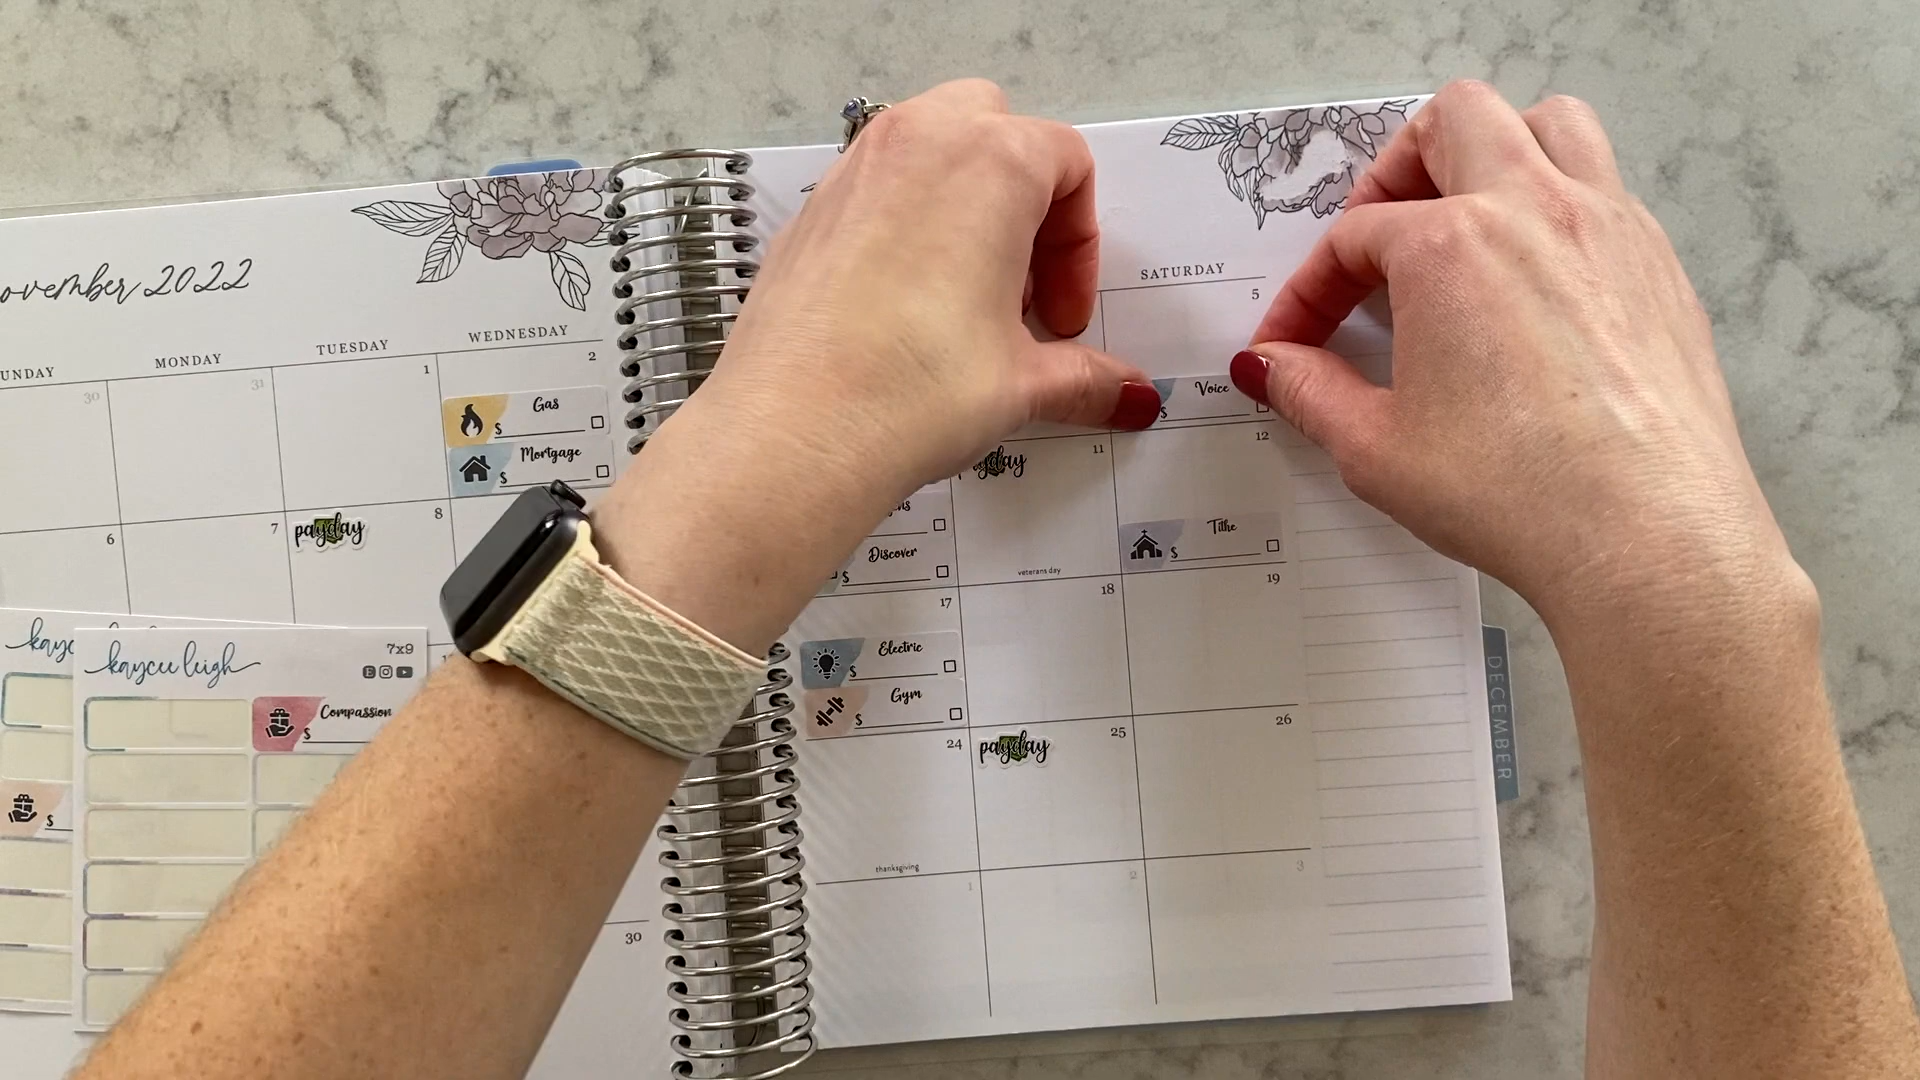 ovember 2022
UNDAY MONDAY TUESDAY WEDNESDAY
30 31 1 2
Gas
$
Mortgage
$
6 7 8
payday
SATURDAY
5
Voice
$
11 12
Discover
$
veterans day
Tithe
$
17 18 19
Electric
$
Gym
$
24 25 26
payday
thanksgiving
1 2 3
30
DECEMBER
kaycee leigh
7x9
Compassion
$
$